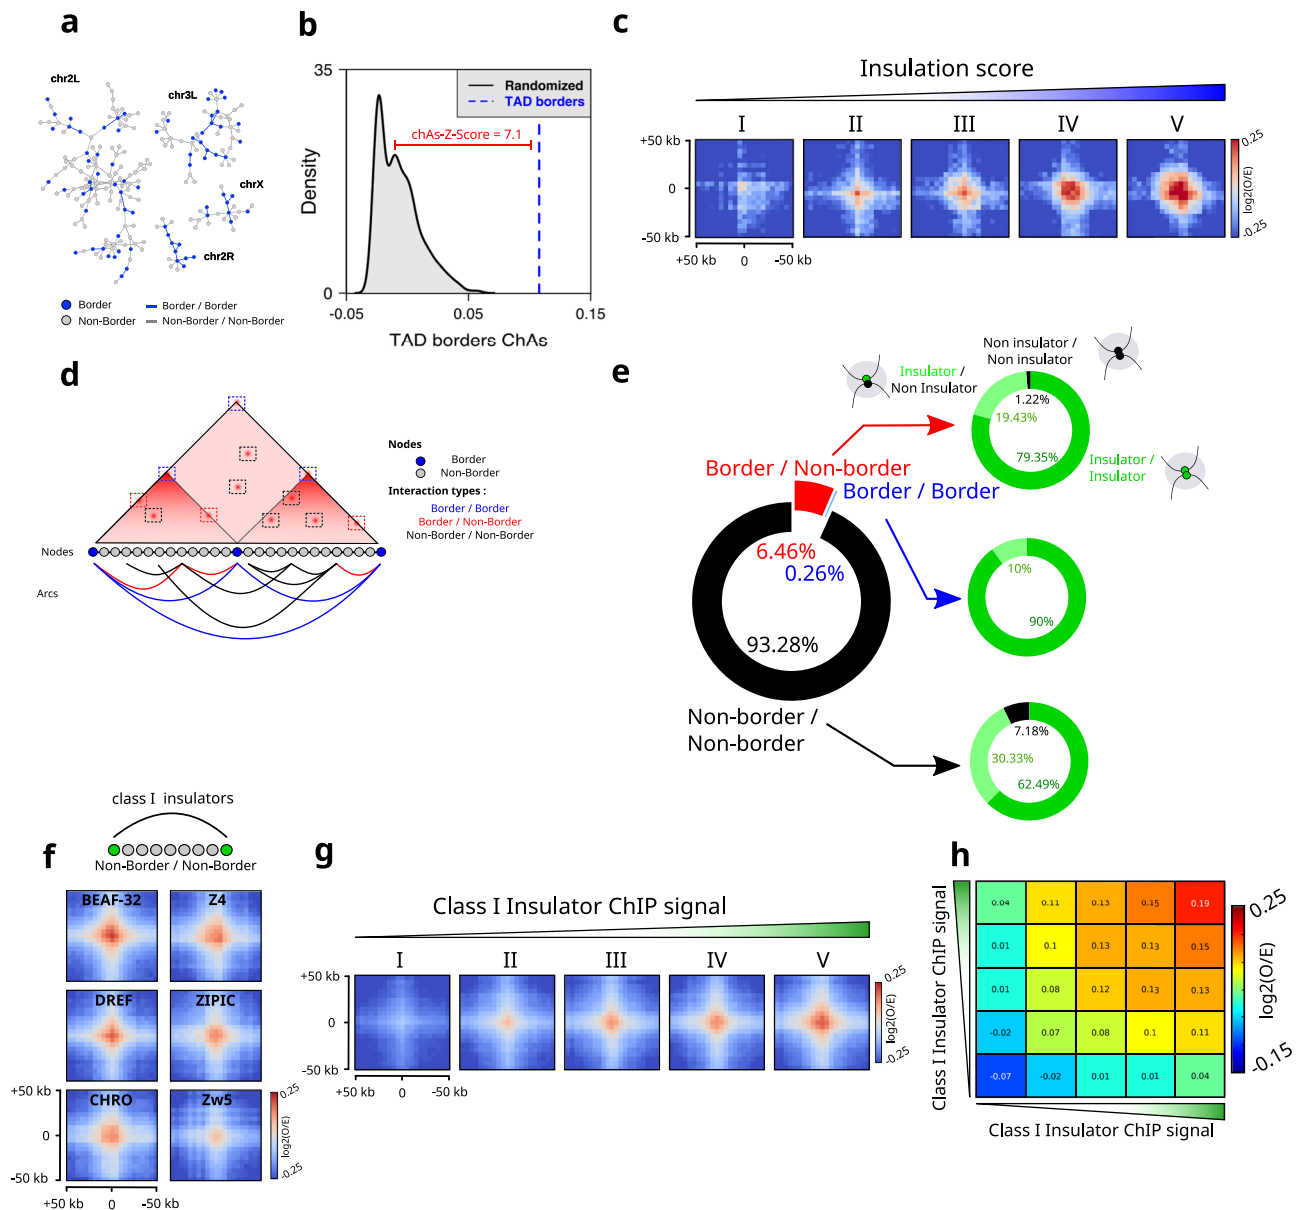 a
chr2L
chr3L
chrX
chr2R
Border
Border / Border
Non-Border
Non-Border / Non-Border
b
35
0
Density
Randomized
TAD borders
chAs-Z-Score = 7.1
-0.05
0.05
0.15
TAD borders ChAs
c
Insulation score
I
II
III
IV
V
+50 kb
0
-50 kb
+50 kb
0
-50 kb
0.25
-0.25
log2(O/E)
d
Nodes
Border
Non-Border
Interaction types :
Border / Border
Border / Non-Border
Non-Border / Non-Border
Nodes
Arcs
e
Non insulator /
Non insulator
Insulator /
Non Insulator
1.22%
19.43%
79.35%
Insulator /
Insulator
Border / Non-border
Border / Border
6.46%
0.26%
93.28%
10%
90%
Non-border /
Non-border
7.18%
30.33%
62.49%
class I insulators
Non-Border / Non-Border
f
BEAF-32
Z4
DREF
ZIPIC
CHRO
Zw5
+50 kb
0
-50 kb
+50 kb
0
-50 kb
0.25
-0.25
log2(O/E)
g
Class I Insulator ChIP signal
I
II
III
IV
V
+50 kb
0
-50 kb
+50 kb
0
-50 kb
0.25
-0.25
log2(O/E)
h
Class I Insulator ChIP signal
0.04 0.11 0.13 0.15 0.19
0.01 0.1 0.13 0.13 0.15
0.01 0.08 0.12 0.13 0.13
-0.02 0.07 0.08 0.1 0.11
-0.07 -0.02 0.01 0.01 0.04
Class I Insulator ChIP signal
0.25
-0.15
log2(O/E)